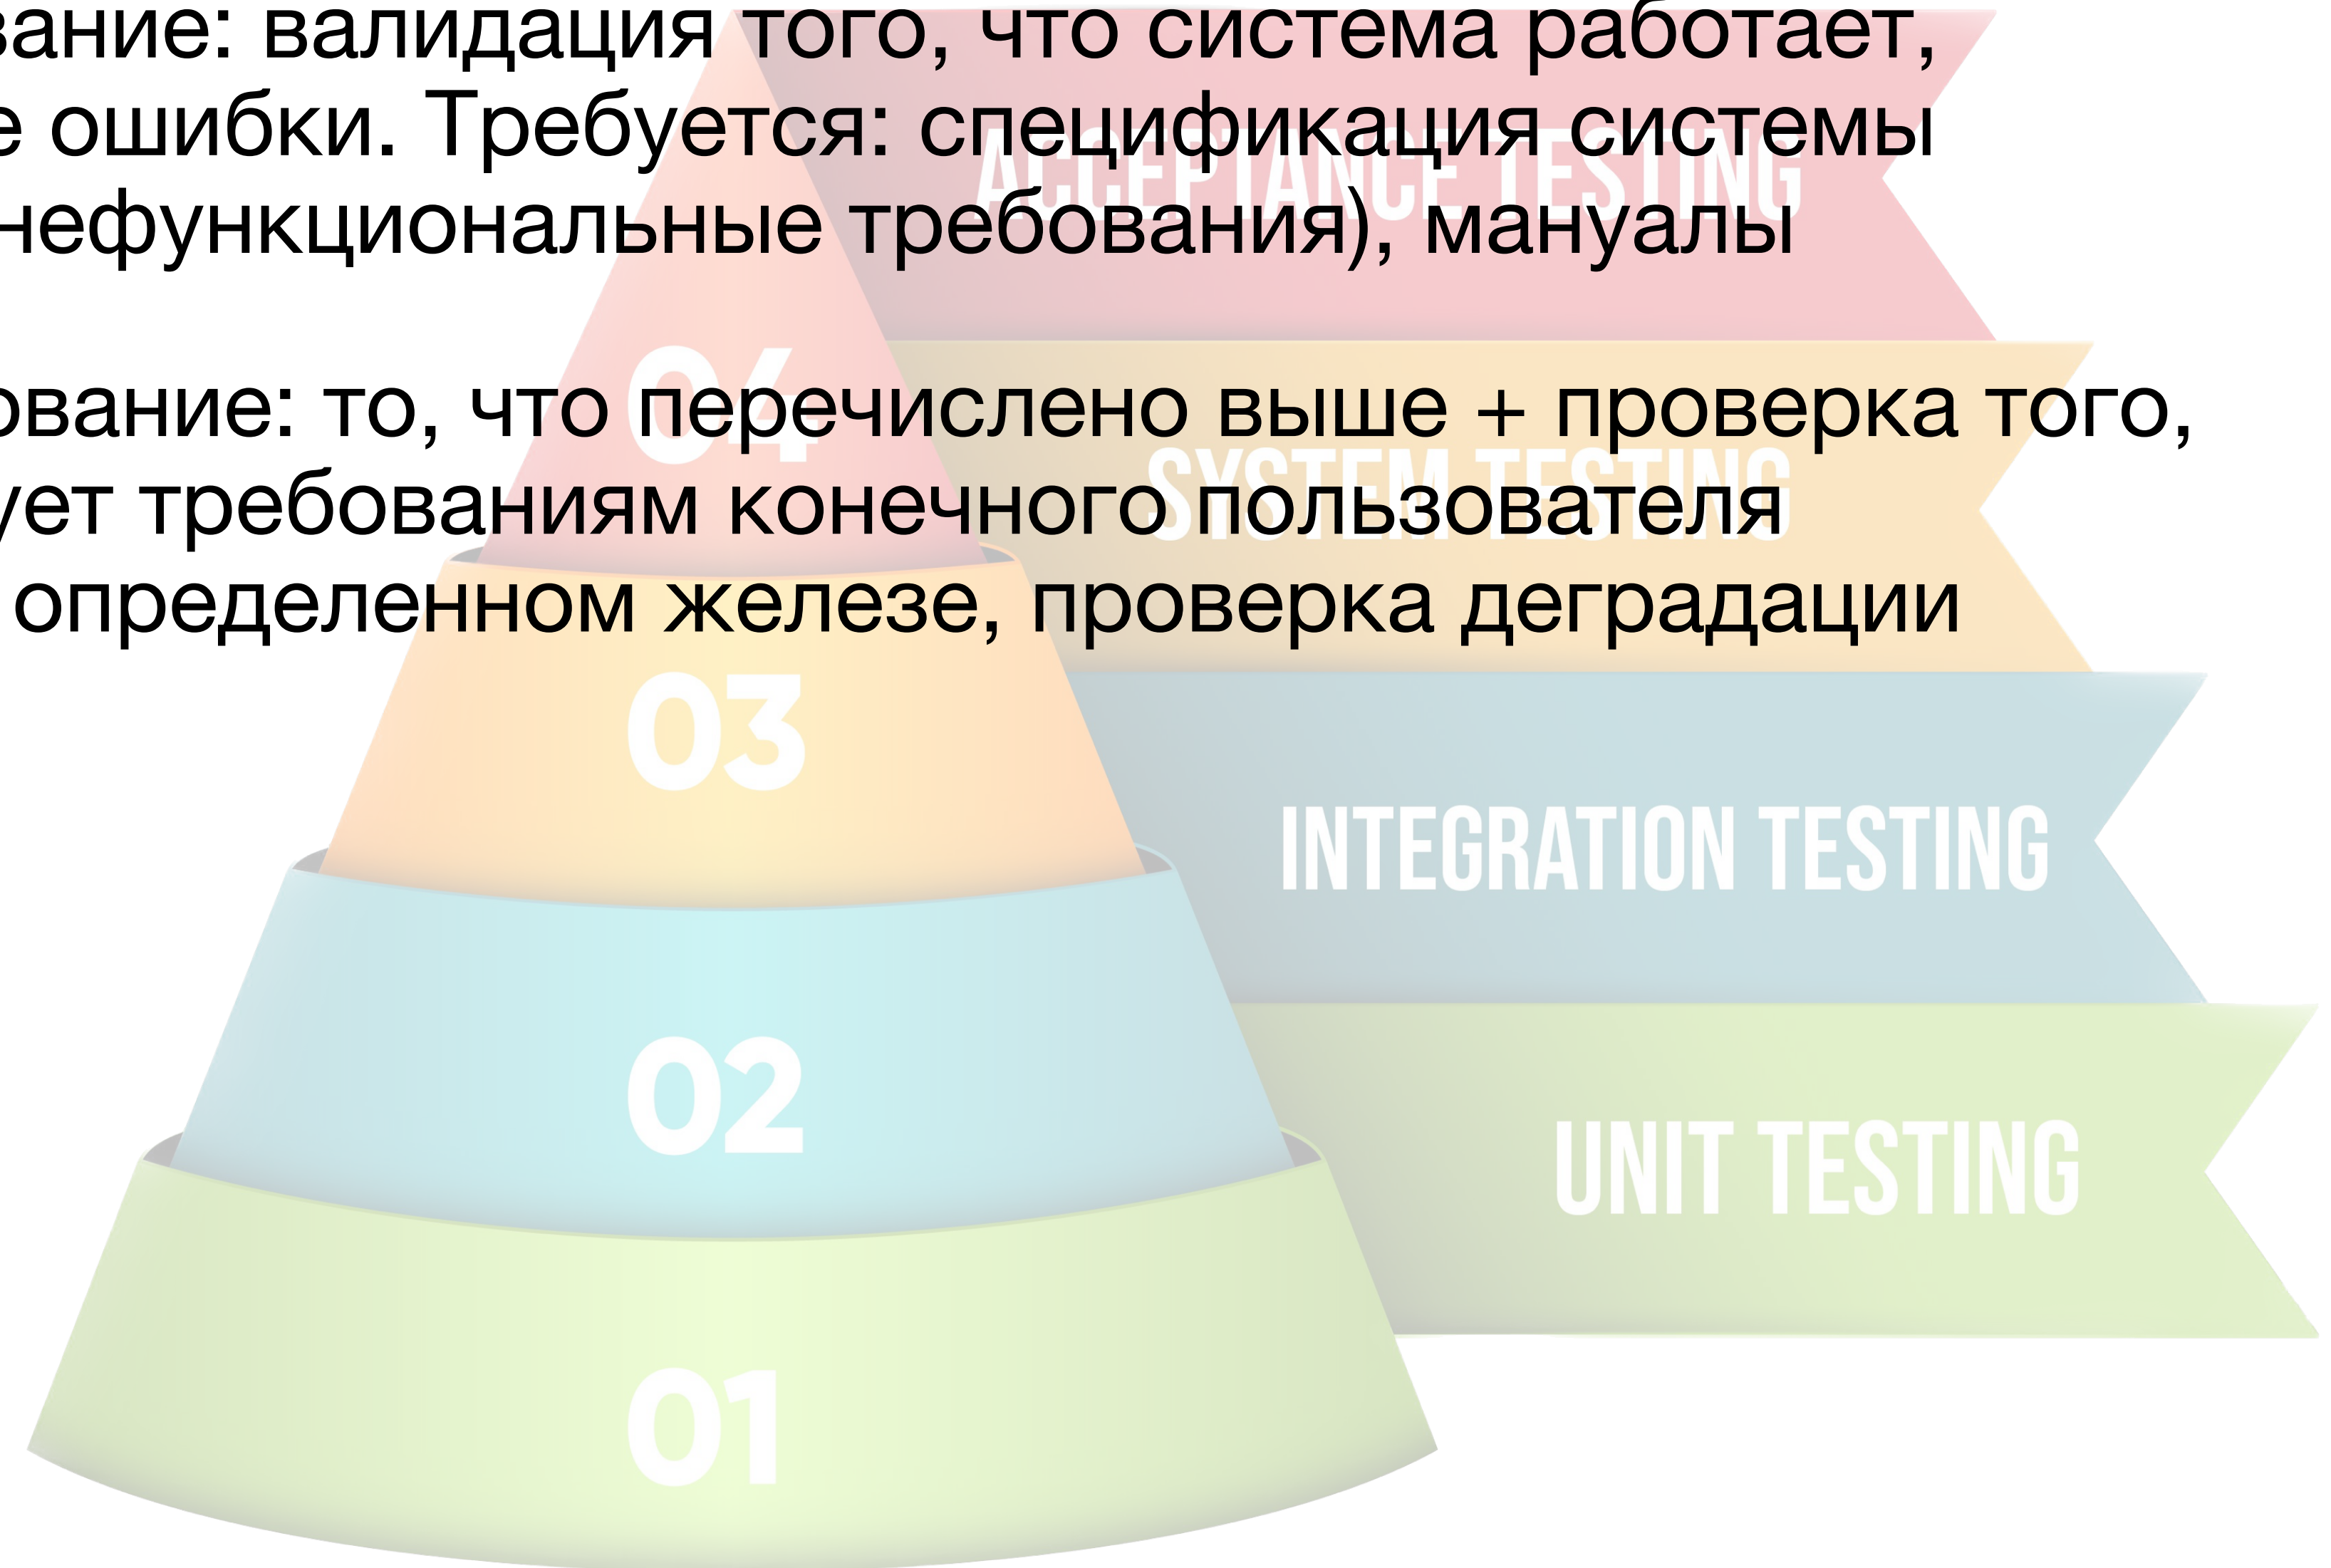 вание: валидация того, что система работает,
е ошибки. Требуется: спецификация системы
ACCEPTANCE TESTING
нефункциональные требования), мануалы
04
ование: то, что перечислено выше + проверка того,
SYSTEM TESTING
ует требованиям конечного пользователя
определенном железе, проверка деградации
03
INTEGRATION TESTING
02
UNIT TESTING
01